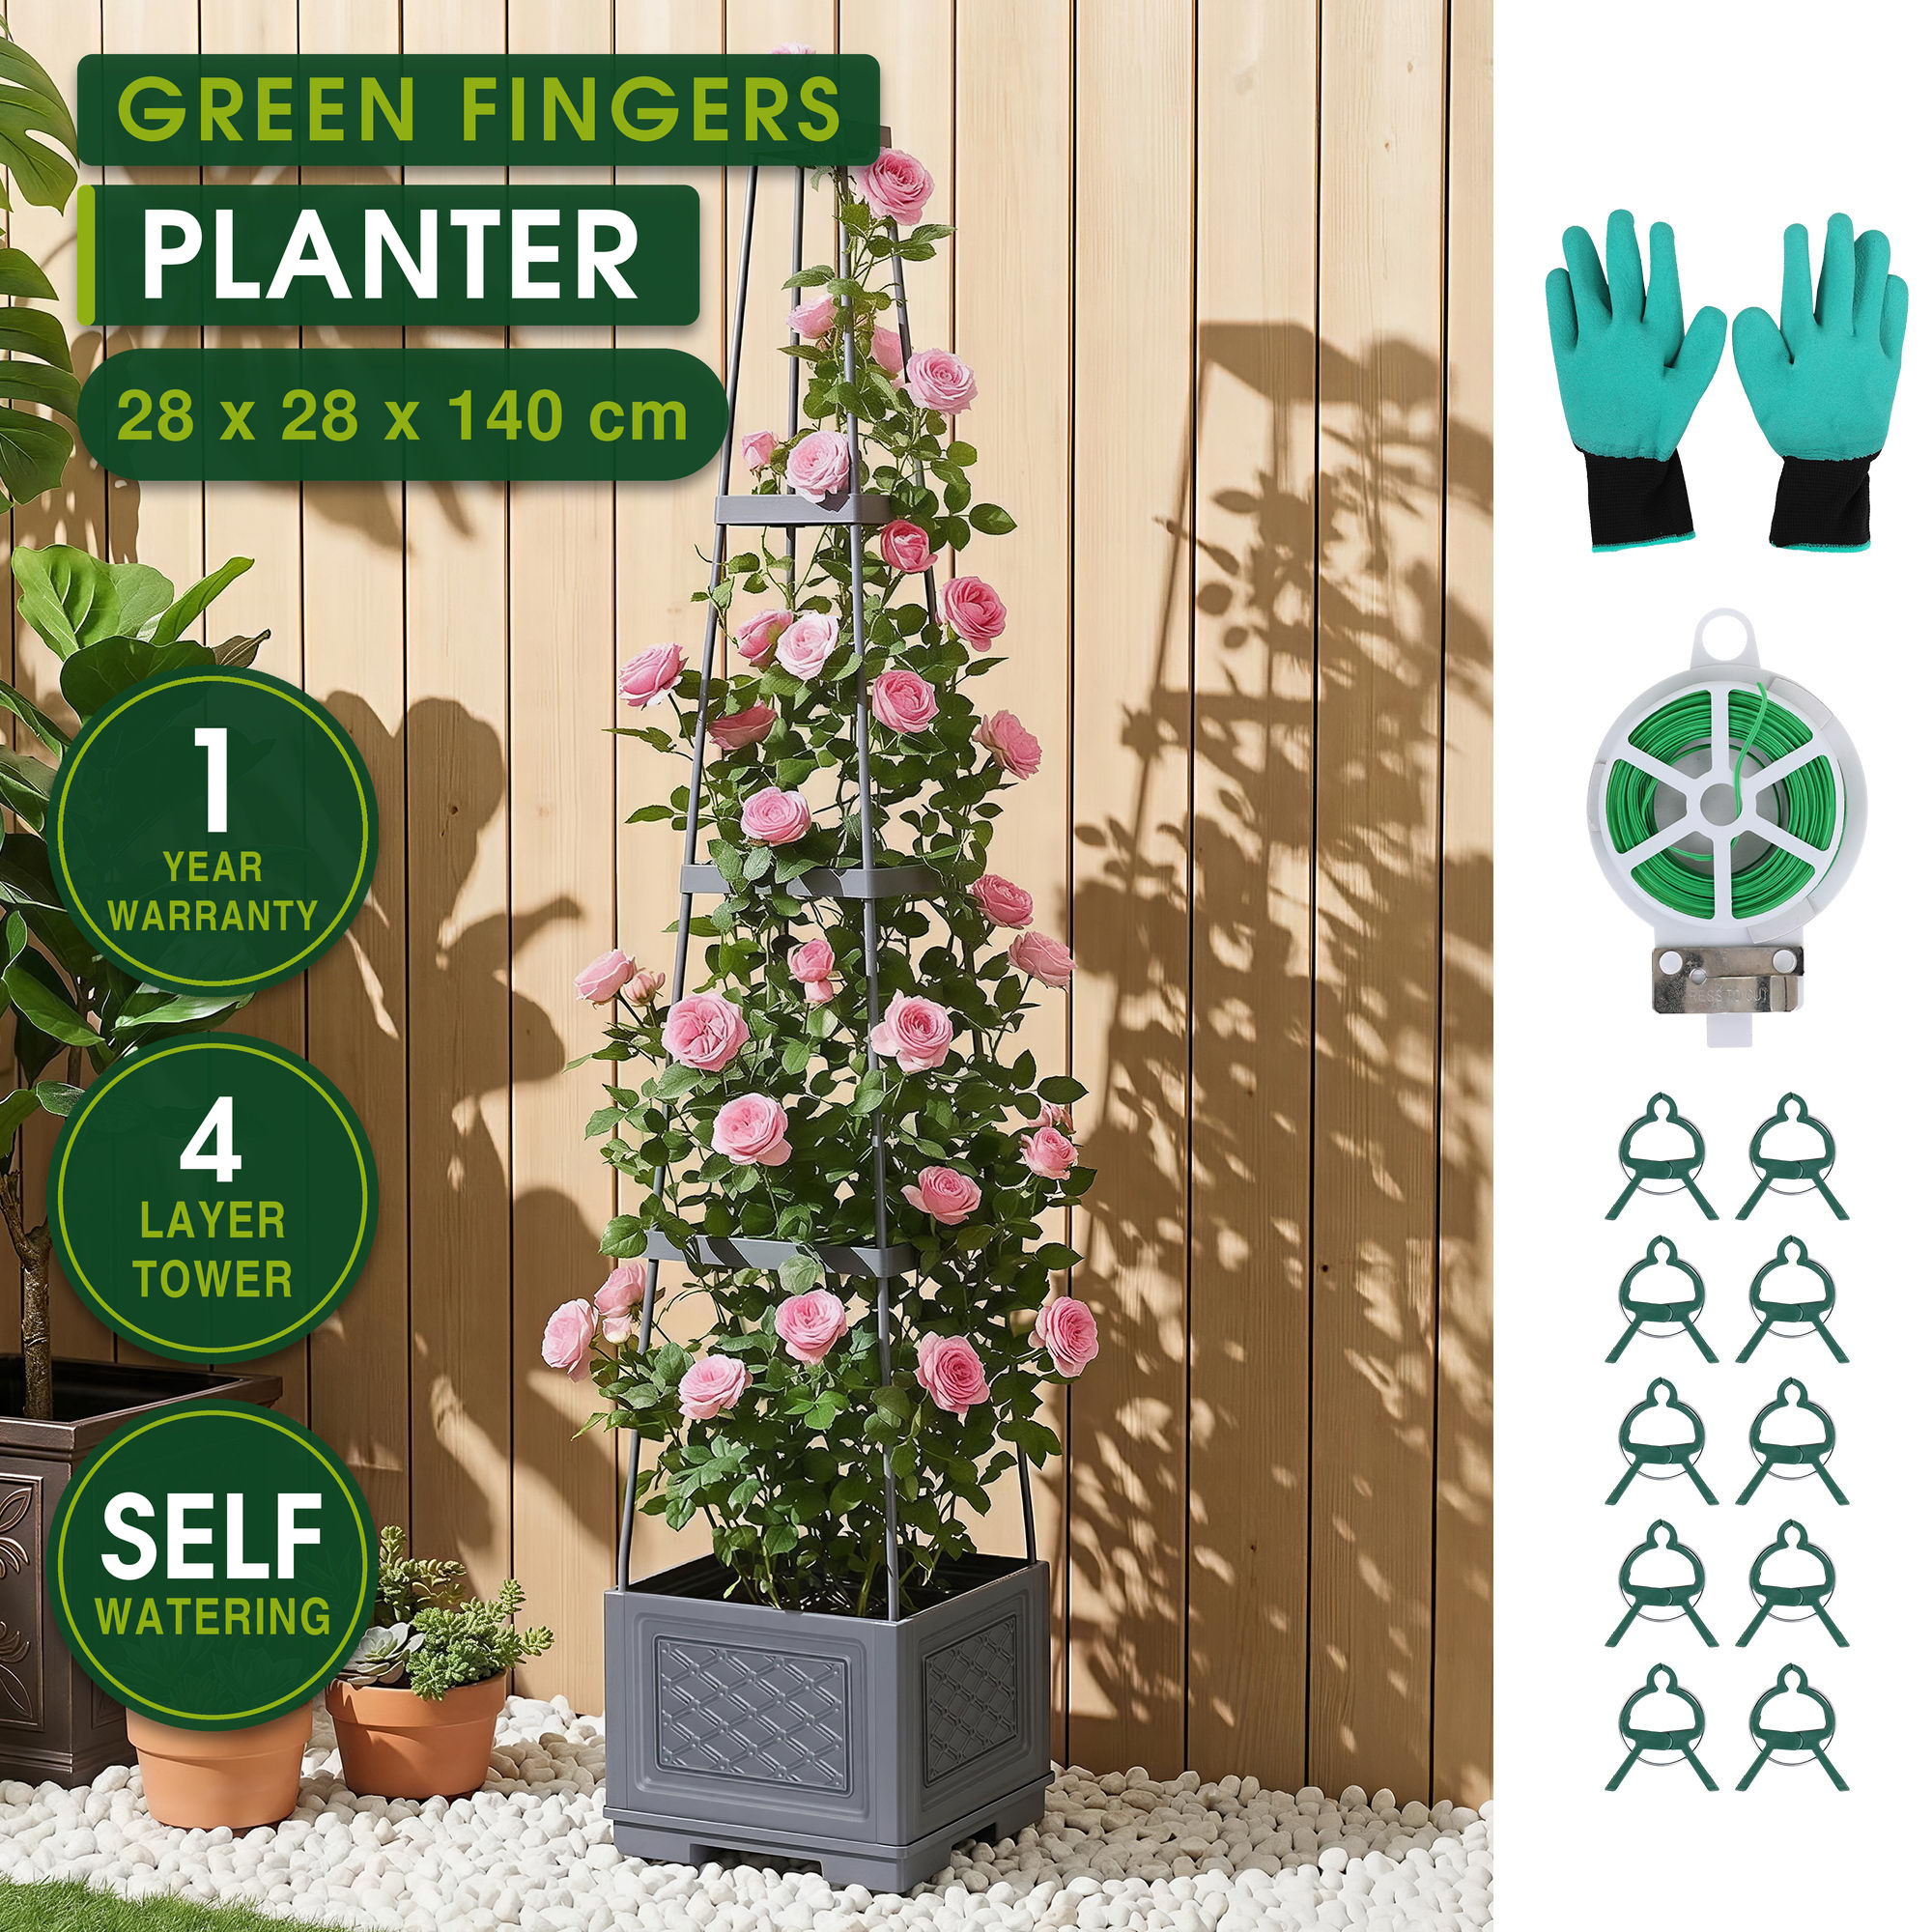 GREEN FINGERS
PLANTER
28 x 28 x 140 cm
1
YEAR
WARRANTY
4
LAYER
TOWER
SELF
WATERING